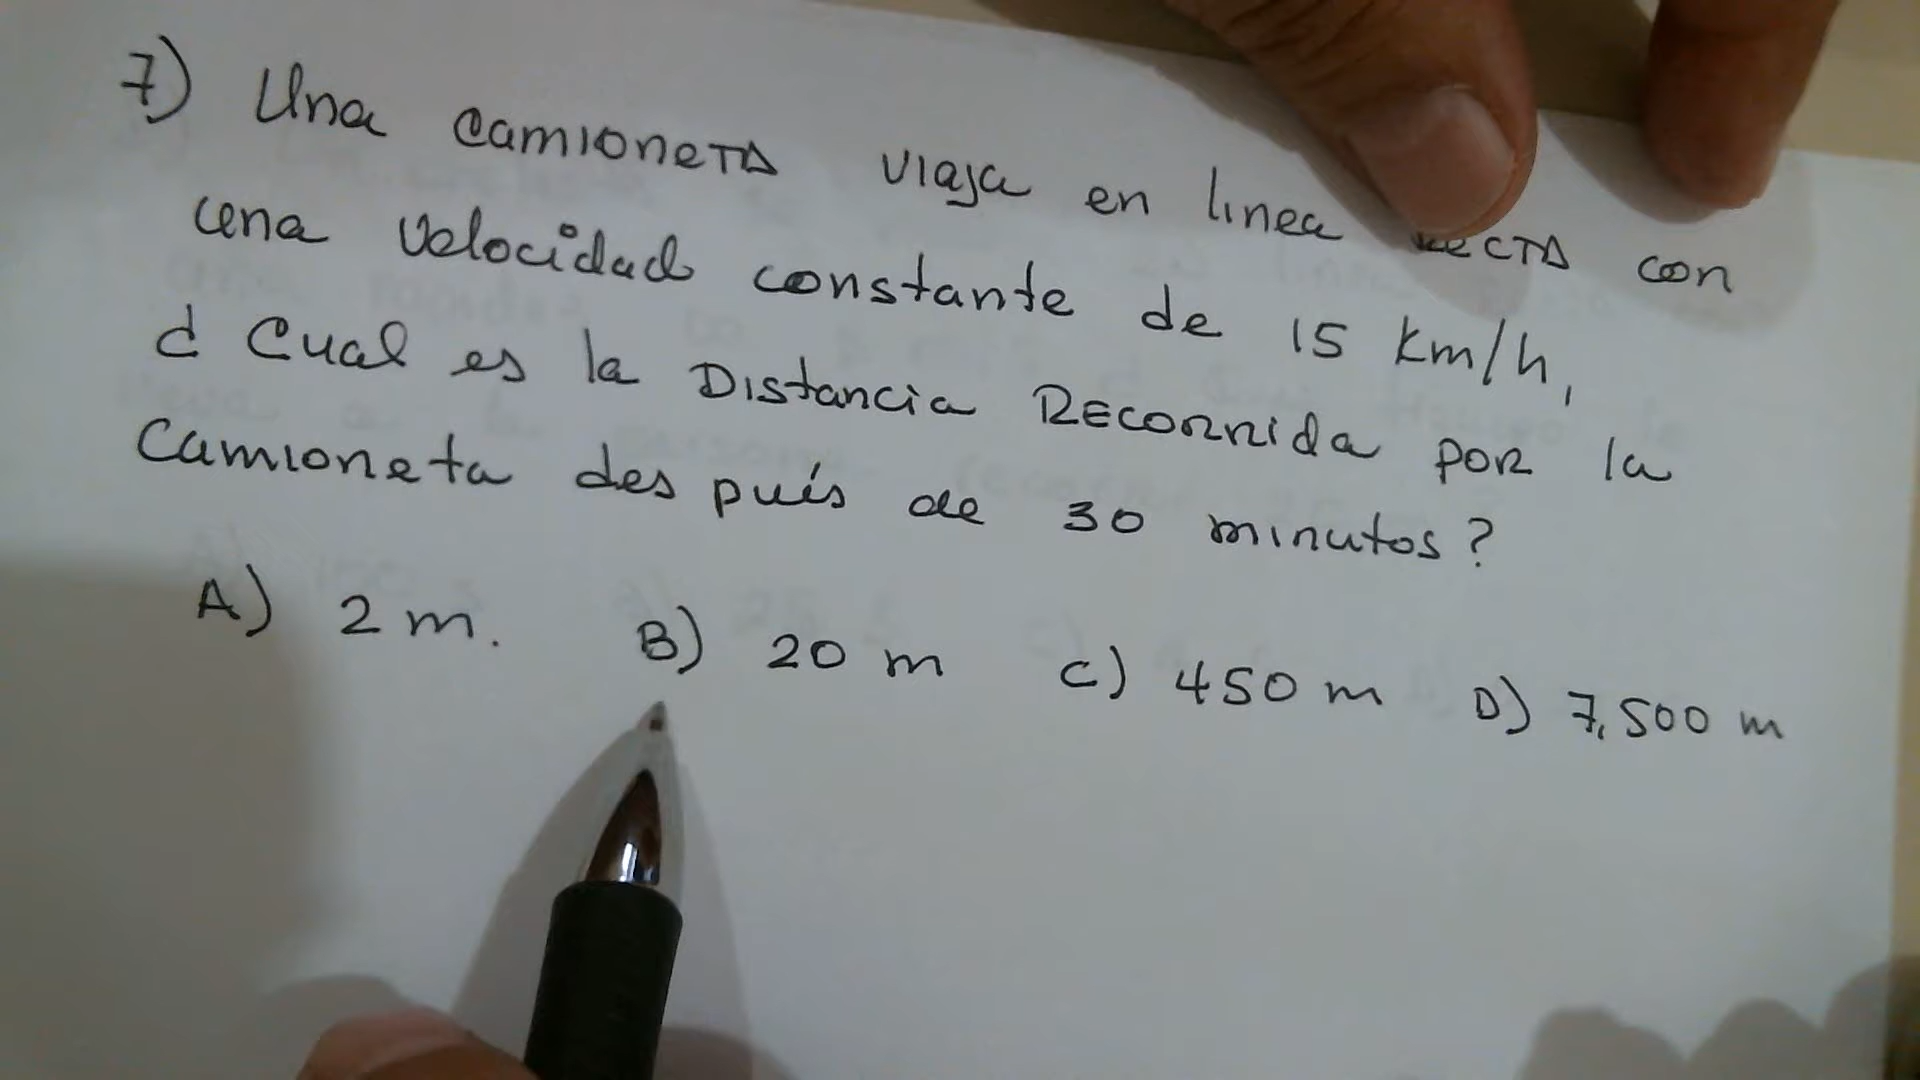 7) Una camioneta viaja en linea recta con
una velocidad constante de 15 km/h,
¿ Cual es la Distancia Recorrida por la
Camioneta después de 30 minutos?
A) 2 m. B) 20 m C) 450 m D) 7,500 m